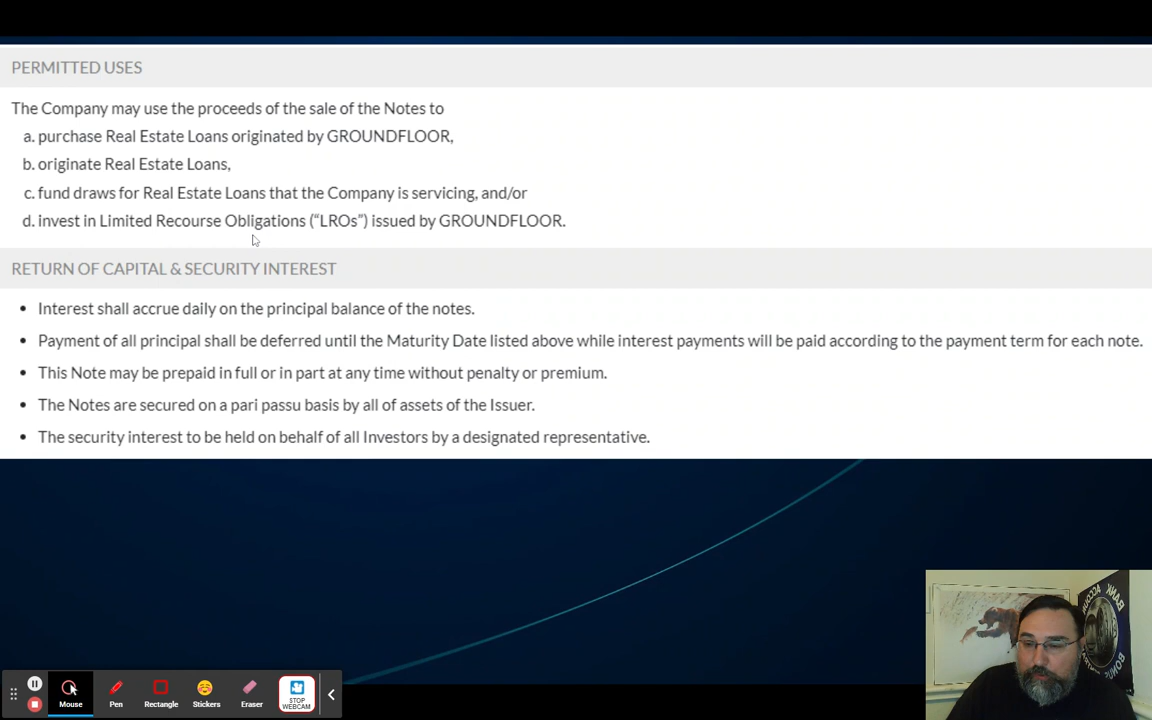 PERMITTED USES
The Company may use the proceeds of the sale of the Notes to
a. purchase Real Estate Loans originated by GROUNDFLOOR,
b. originate Real Estate Loans,
c. fund draws for Real Estate Loans that the Company is servicing, and/or
d. invest in Limited Recourse Obligations (“LROs”) issued by GROUNDFLOOR.
RETURN OF CAPITAL & SECURITY INTEREST
• Interest shall accrue daily on the principal balance of the notes.
• Payment of all principal shall be deferred until the Maturity Date listed above while interest payments will be paid according to the payment term for each note.
• This Note may be prepaid in full or in part at any time without penalty or premium.
• The Notes are secured on a pari passu basis by all of assets of the Issuer.
• The security interest to be held on behalf of all Investors by a designated representative.
BANK ACCOUNT
BONUS
Mouse
Pen
Rectangle
Stickers
Eraser
STOP
WEBCAM